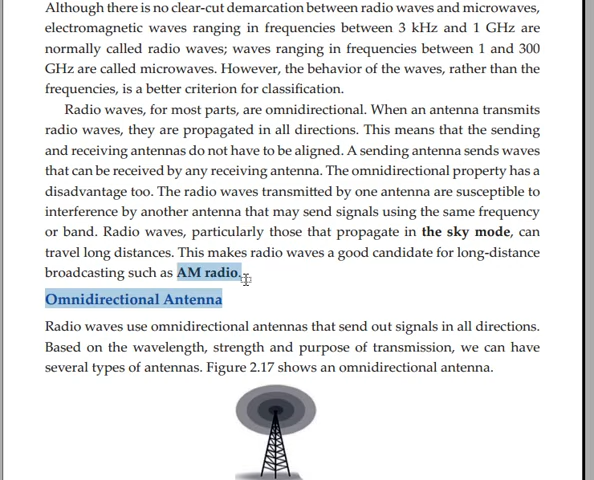 Although there is no clear-cut demarcation between radio waves and microwaves,
electromagnetic waves ranging in frequencies between 3 kHz and 1 GHz are
normally called radio waves; waves ranging in frequencies between 1 and 300
GHz are called microwaves. However, the behavior of the waves, rather than the
frequencies, is a better criterion for classification.
Radio waves, for most parts, are omnidirectional. When an antenna transmits
radio waves, they are propagated in all directions. This means that the sending
and receiving antennas do not have to be aligned. A sending antenna sends waves
that can be received by any receiving antenna. The omnidirectional property has a
disadvantage too. The radio waves transmitted by one antenna are susceptible to
interference by another antenna that may send signals using the same frequency
or band. Radio waves, particularly those that propagate in the sky mode, can
travel long distances. This makes radio waves a good candidate for long-distance
broadcasting such as AM radio.
Omnidirectional Antenna
Radio waves use omnidirectional antennas that send out signals in all directions.
Based on the wavelength, strength and purpose of transmission, we can have
several types of antennas. Figure 2.17 shows an omnidirectional antenna.